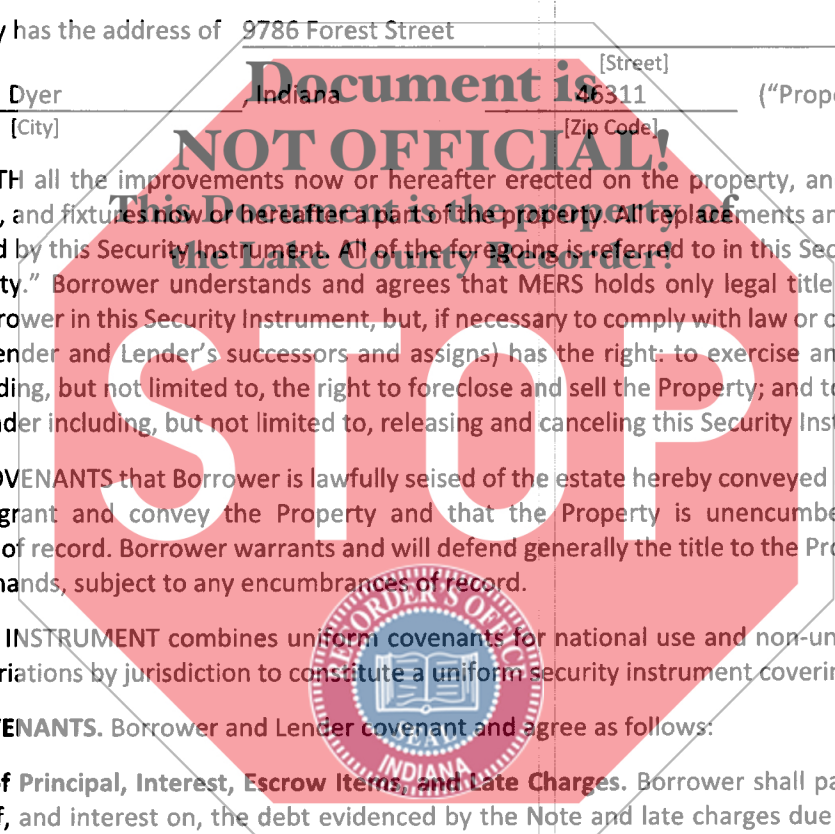 y has the address of 9786 Forest Street
[Street]
Dyer , Indiana 46311 ("Prope
[City] [Zip Code]
Document is
NOT OFFICIAL!
TH all the improvements now or hereafter erected on the property, an
This Document is the property of
, and fixtures now or hereafter a part of the property. All replacements an
the Lake County Recorder!
d by this Security Instrument. All of the foregoing is referred to in this Sec
ty." Borrower understands and agrees that MERS holds only legal title
rower in this Security Instrument, but, if necessary to comply with law or c
ender and Lender's successors and assigns) has the right: to exercise an
ding, but not limited to, the right to foreclose and sell the Property; and to
der including, but not limited to, releasing and canceling this Security Inst
STOP
OVENANTS that Borrower is lawfully seised of the estate hereby conveyed
grant and convey the Property and that the Property is unencumbe
of record. Borrower warrants and will defend generally the title to the Pro
nands, subject to any encumbrances of record.
INSTRUMENT combines uniform covenants for national use and non-un
riations by jurisdiction to constitute a uniform security instrument coverin
VENANTS. Borrower and Lender covenant and agree as follows:
RECORDER'S OFFICE
SEAL
INDIANA
of Principal, Interest, Escrow Items, and Late Charges. Borrower shall pa
f, and interest on, the debt evidenced by the Note and late charges due